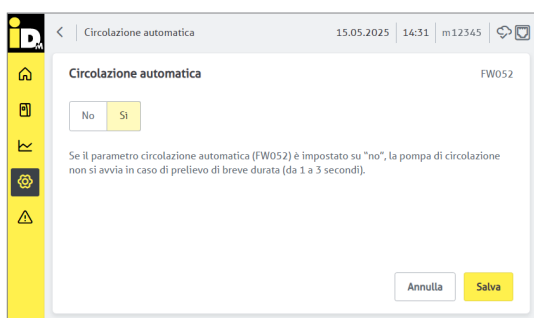 iDM
Circolazione automatica 15.05.2025 14:31 m12345
Circolazione automatica FW052
No Sì
Se il parametro circolazione automatica (FW052) è impostato su "no", la pompa di circolazione
non si avvia in caso di prelievo di breve durata (da 1 a 3 secondi).
Annulla Salva